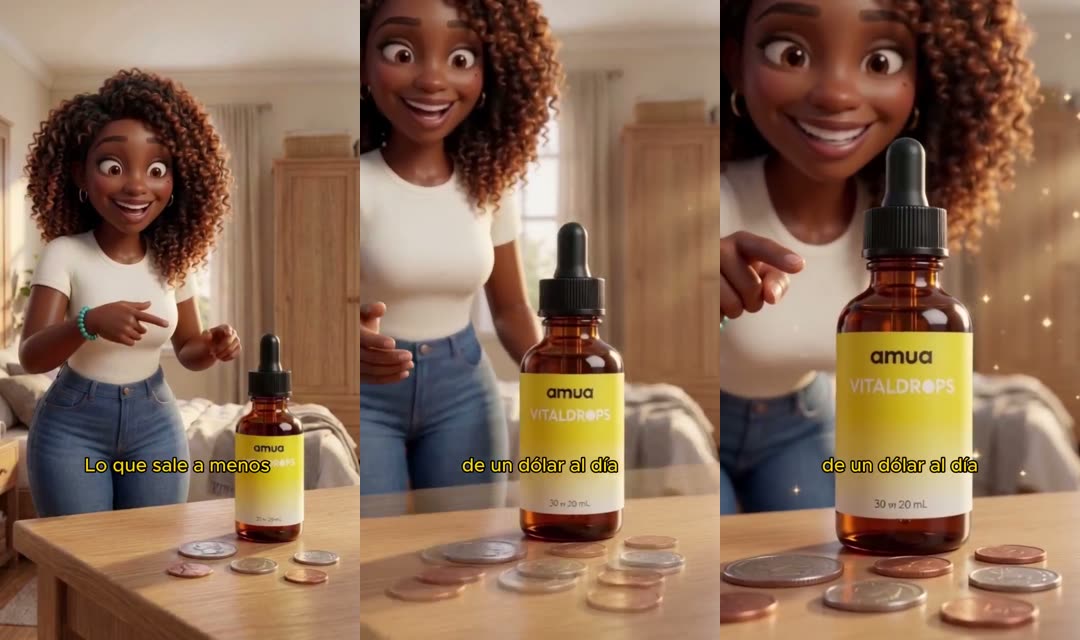 amua
VITALDROPS
Lo que sale a menos
amua
VITALDROPS
de un dólar al día
30 m 20 mL
amua
VITALDROPS
de un dólar al día
30 m 20 mL